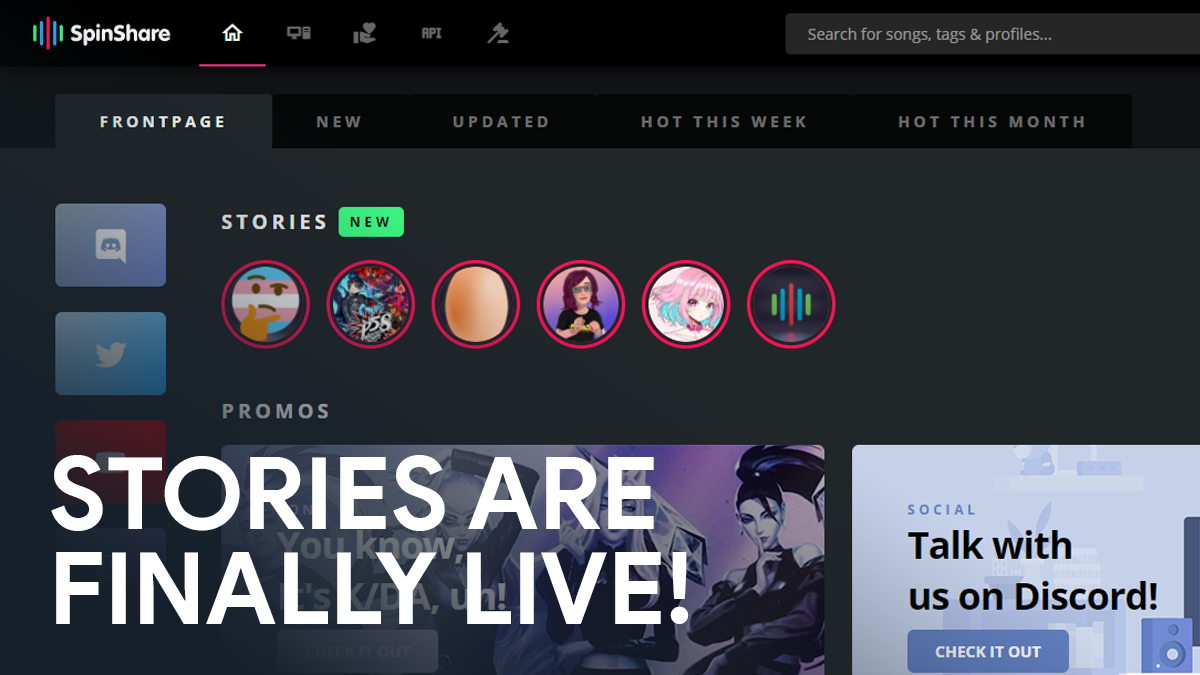 SpinShare
API
Search for songs, tags & profiles...
FRONTPAGE
NEW
UPDATED
HOT THIS WEEK
HOT THIS MONTH
STORIES
NEW
PROMOS
STORIES ARE
FINALLY LIVE!
You know,
K/DA, uh!
CHECK IT OUT
SOCIAL
Talk with
us on Discord!
CHECK IT OUT